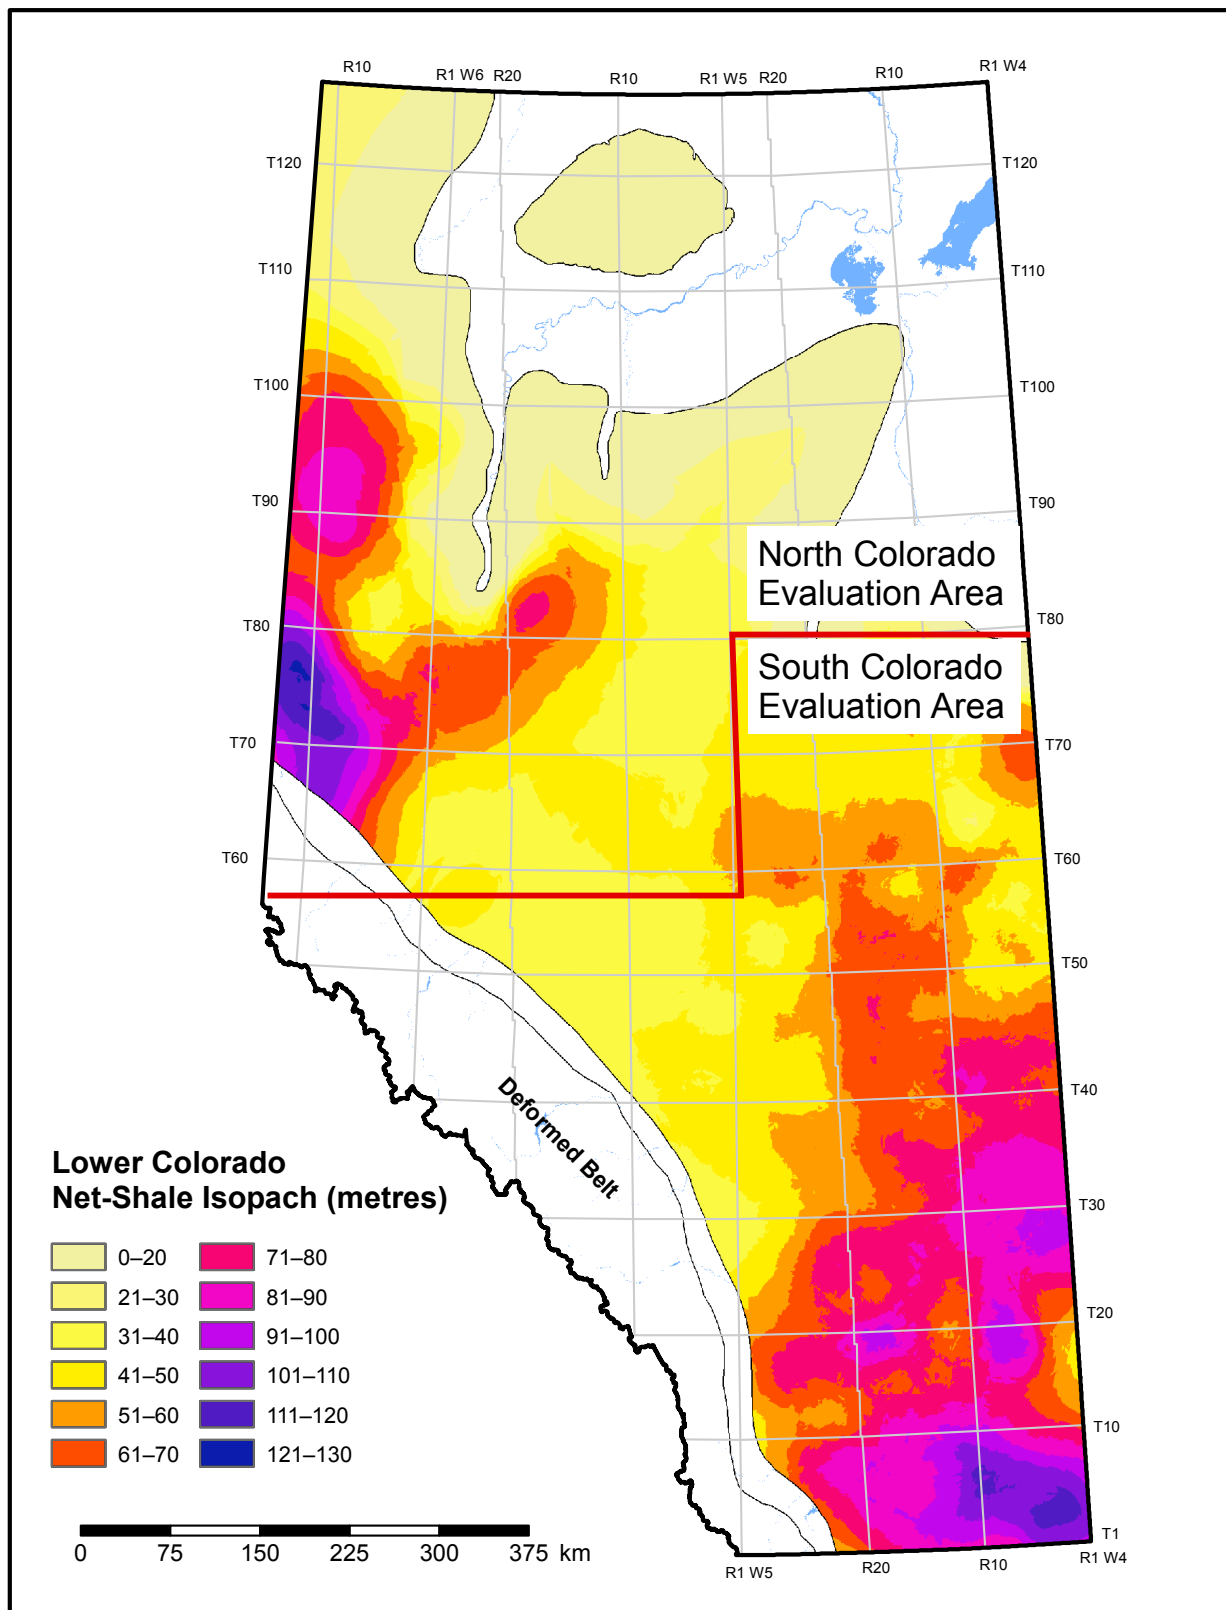 R10 R1 W6 R20 R10 R1 W5 R20 R10 R1 W4
T120 T120
T110 T110
T100 T100
T90 T90
North Colorado
Evaluation Area
T80 T80
South Colorado
Evaluation Area
T70 T70
T60 T60
T50
Deformed Belt
T40
Lower Colorado
Net-Shale Isopach (metres)
T30
0–20 71–80
21–30 81–90
T20
31–40 91–100
41–50 101–110
51–60 111–120
T10
61–70 121–130
T1
0 75 150 225 300 375 km
R1 W5 R20 R10 R1 W4